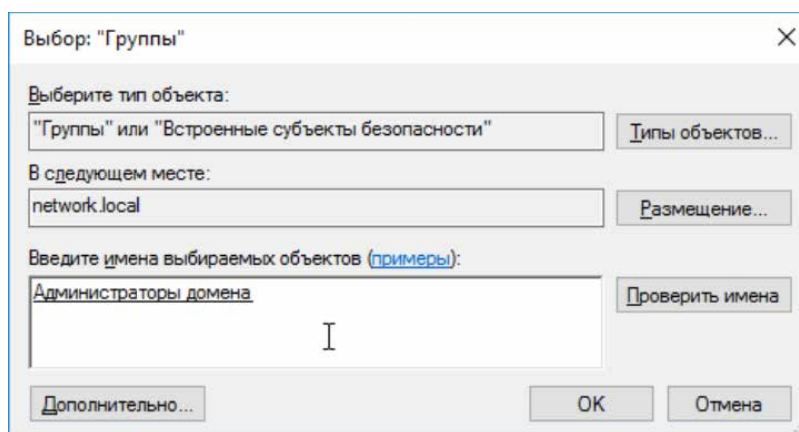 Выбор: "Группы"
Выберите тип объекта:
"Группы" или "Встроенные субъекты безопасности"
Типы объектов...
В следующем месте:
network.local
Размещение...
Введите имена выбираемых объектов (примеры):
Администраторы домена
Проверить имена
Дополнительно...
OK
Отмена